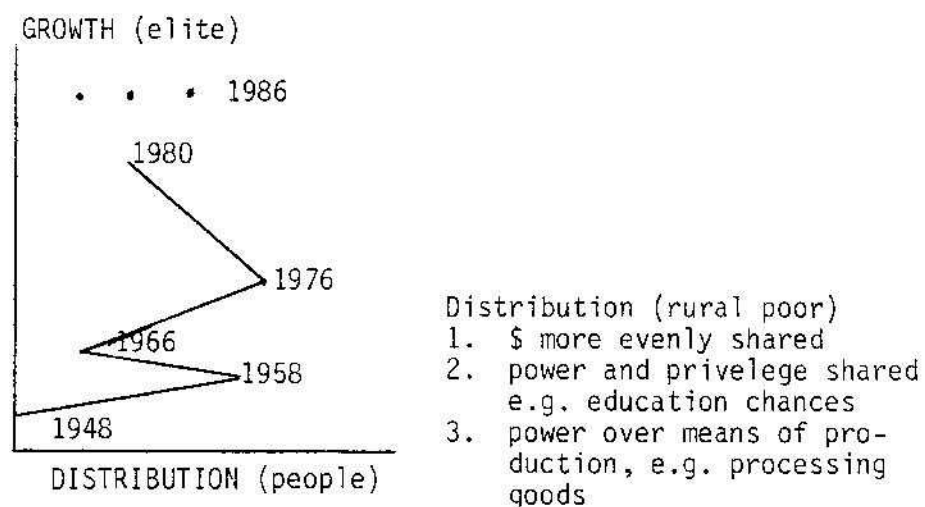 GROWTH (elite)
1986
1980
1976
1966
1958
1948
DISTRIBUTION (people)
Distribution (rural poor)
1. $ more evenly shared
2. power and privelege shared
e.g. education chances
3. power over means of pro-
duction, e.g. processing
goods